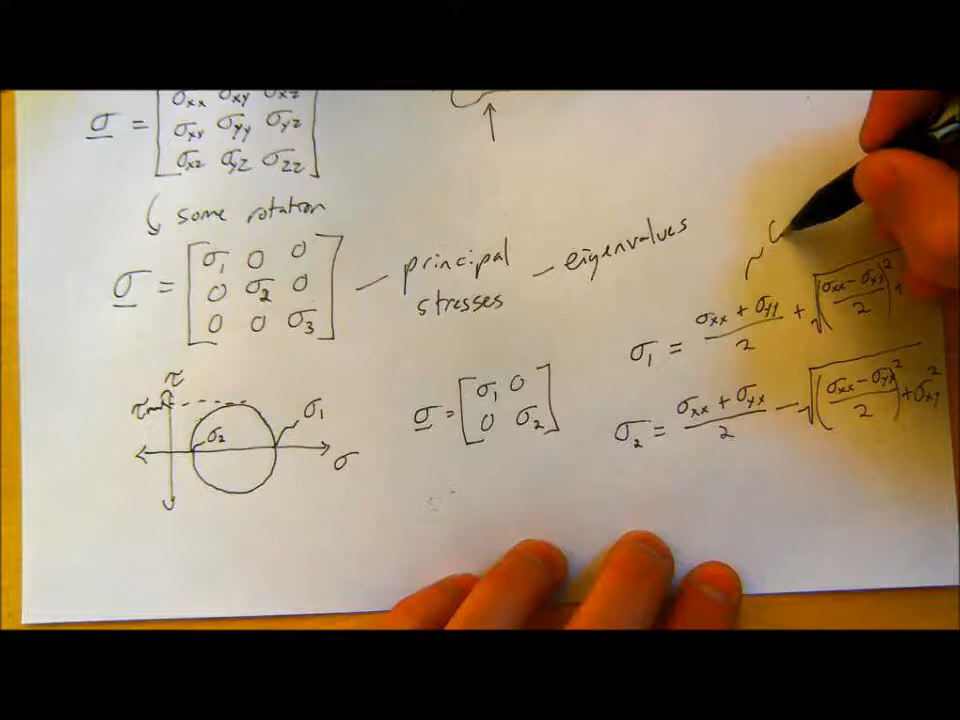 σxx σxy σxz
σ = σxy σyy σyz
σxz σyz σzz
some rotation
σ = [σ1 0 0
0 σ2 0
0 0 σ3]
principal
stresses
eigenvalues
σ1 = σxx + σyy / 2 + √(σxx - σyy / 2)² +
τ
τmax
σ2
σ1
σ
σ = [σ1 0
0 σ2]
σ2 = σxx + σyx / 2 - √(σxx - σyx / 2)² + σxy²